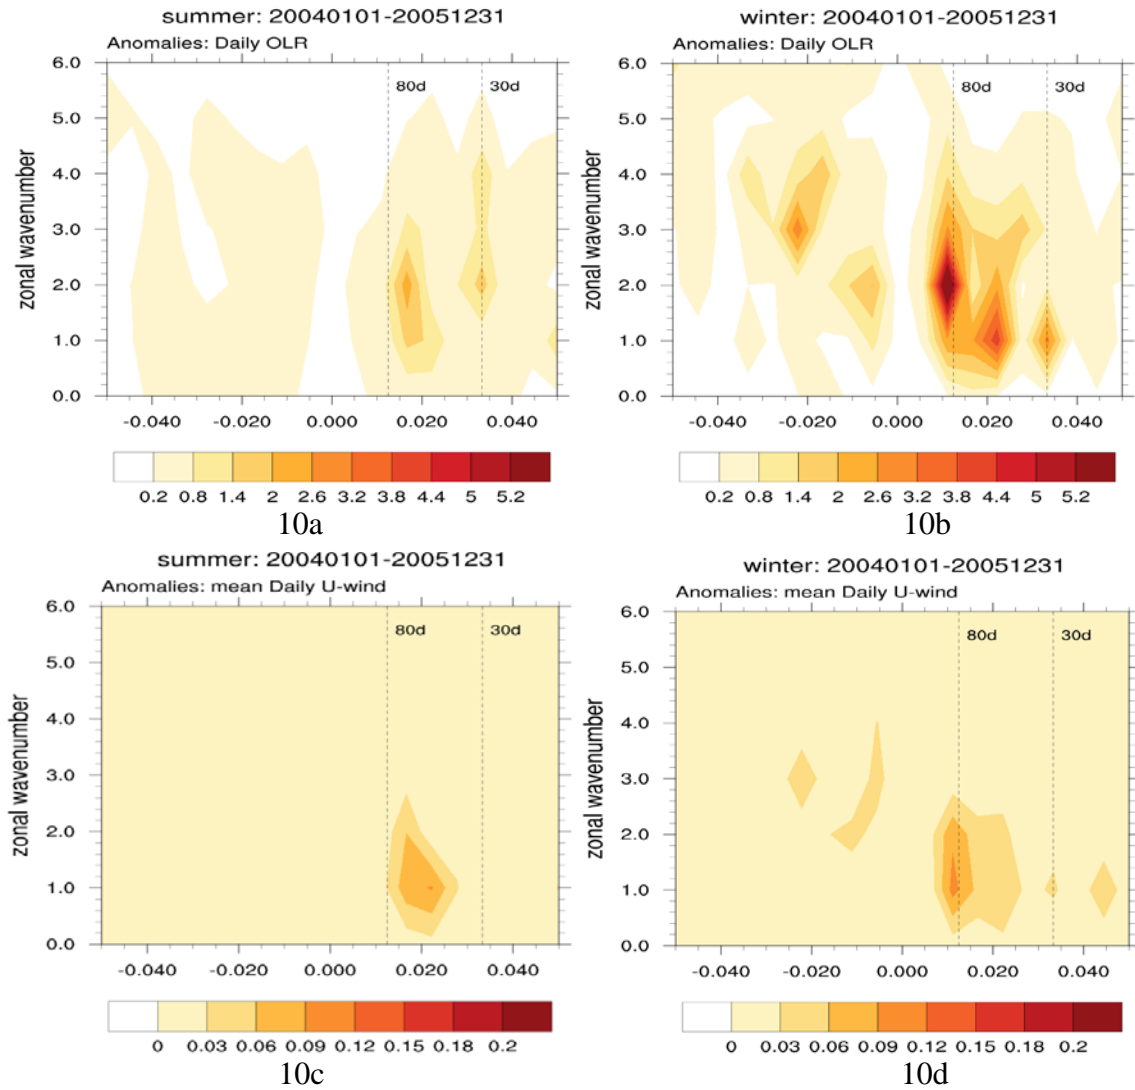 summer: 20040101-20051231
Anomalies: Daily OLR
zonal wavenumber
6.0
5.0
4.0
3.0
2.0
1.0
0.0
80d
30d
-0.040 -0.020 0.000 0.020 0.040
0.2 0.8 1.4 2 2.6 3.2 3.8 4.4 5 5.2
10a
winter: 20040101-20051231
Anomalies: Daily OLR
zonal wavenumber
6.0
5.0
4.0
3.0
2.0
1.0
0.0
80d
30d
-0.040 -0.020 0.000 0.020 0.040
0.2 0.8 1.4 2 2.6 3.2 3.8 4.4 5 5.2
10b
summer: 20040101-20051231
Anomalies: mean Daily U-wind
zonal wavenumber
6.0
5.0
4.0
3.0
2.0
1.0
0.0
80d
30d
-0.040 -0.020 0.000 0.020 0.040
0 0.03 0.06 0.09 0.12 0.15 0.18 0.2
10c
winter: 20040101-20051231
Anomalies: mean Daily U-wind
zonal wavenumber
6.0
5.0
4.0
3.0
2.0
1.0
0.0
80d
30d
-0.040 -0.020 0.000 0.020 0.040
0 0.03 0.06 0.09 0.12 0.15 0.18 0.2
10d